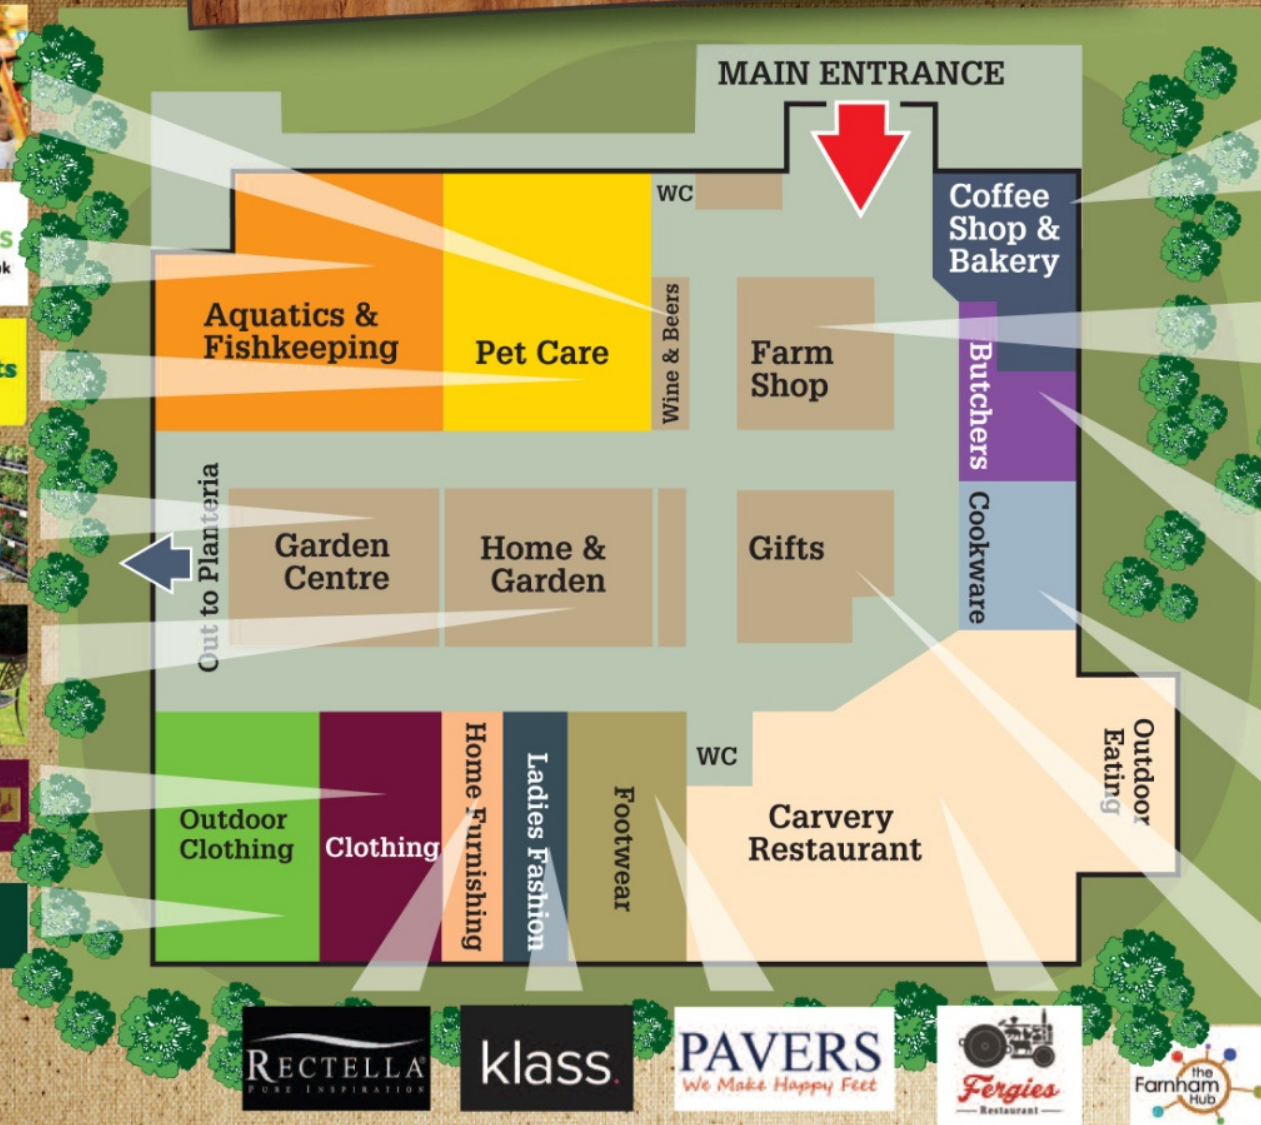 MAIN ENTRANCE
WC
Coffee
Shop &
Bakery
Aquatics &
Fishkeeping
Pet Care
Wine & Beers
Farm
Shop
Butchers
Out to Planteria
Garden
Centre
Home &
Garden
Gifts
Cookware
Outdoor
Eating
Outdoor
Clothing
Clothing
Home Furnishing
Ladies Fashion
Footwear
WC
Carvery
Restaurant
RECTELLA®
PURE INSPIRATION
klass.
PAVERS
We Make Happy Feet
Fergies
Restaurant
the
Farnham
Hub